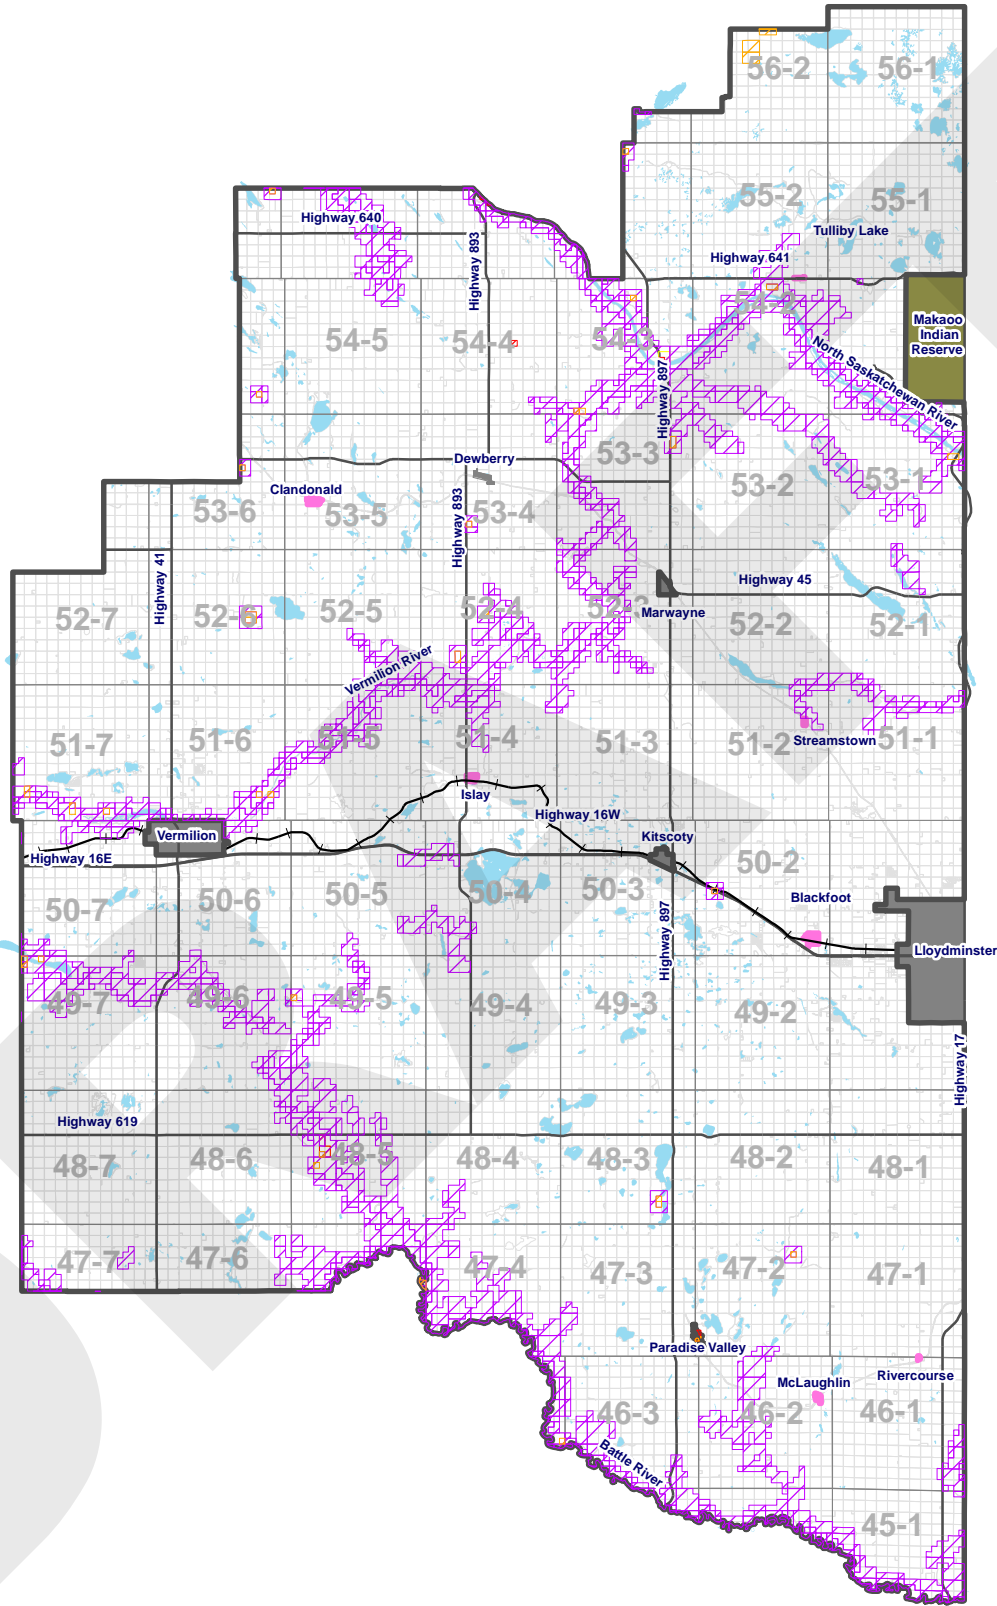 56-2
56-1
55-2
55-1
Tulliby Lake
Highway 640
Highway 893
Highway 641
54-2
54-5
54-4
54-3
Makaoo
Indian
Reserve
North Saskatchewan River
Highway 897
53-3
Dewberry
Clandonald
53-6
53-5
Highway 893
53-4
53-2
53-1
Highway 41
Highway 45
52-7
52-6
52-5
52-4
52-3
Marwayne
52-2
52-1
Vermilion River
51-7
51-6
51-5
51-4
51-3
51-2
Streamstown
51-1
Islay
Highway 16W
Vermilion
Kitscoty
Highway 16E
50-7
50-6
50-5
50-4
50-3
50-2
Blackfoot
Highway 897
Lloydminster
49-7
49-6
49-5
49-4
49-3
49-2
Highway 17
Highway 619
48-7
48-6
48-5
48-4
48-3
48-2
48-1
47-7
47-6
47-4
47-3
47-2
47-1
Paradise Valley
McLaughlin
Rivercourse
46-3
46-2
46-1
Battle River
45-1
DRAFT